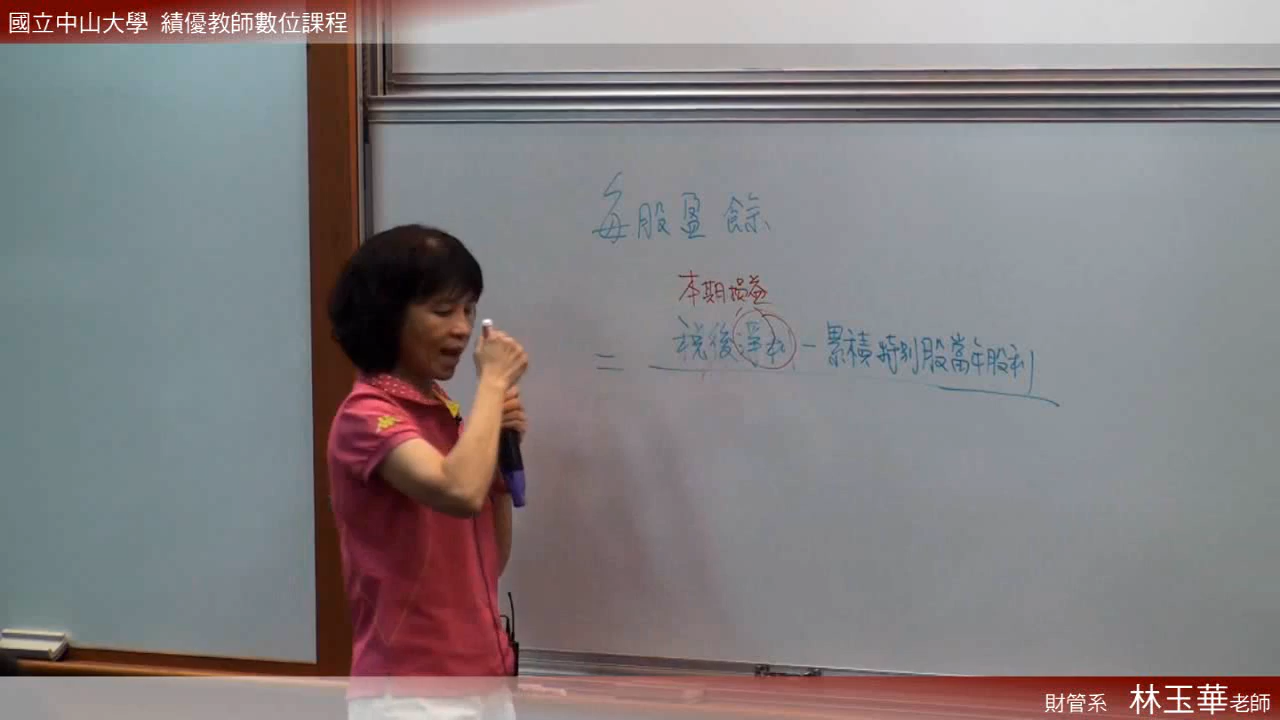 國立中山大學 績優教師數位課程
每股盈餘
本期損益
= 稅後淨利 - 累積特別股當年股利
財管系 林玉華老師